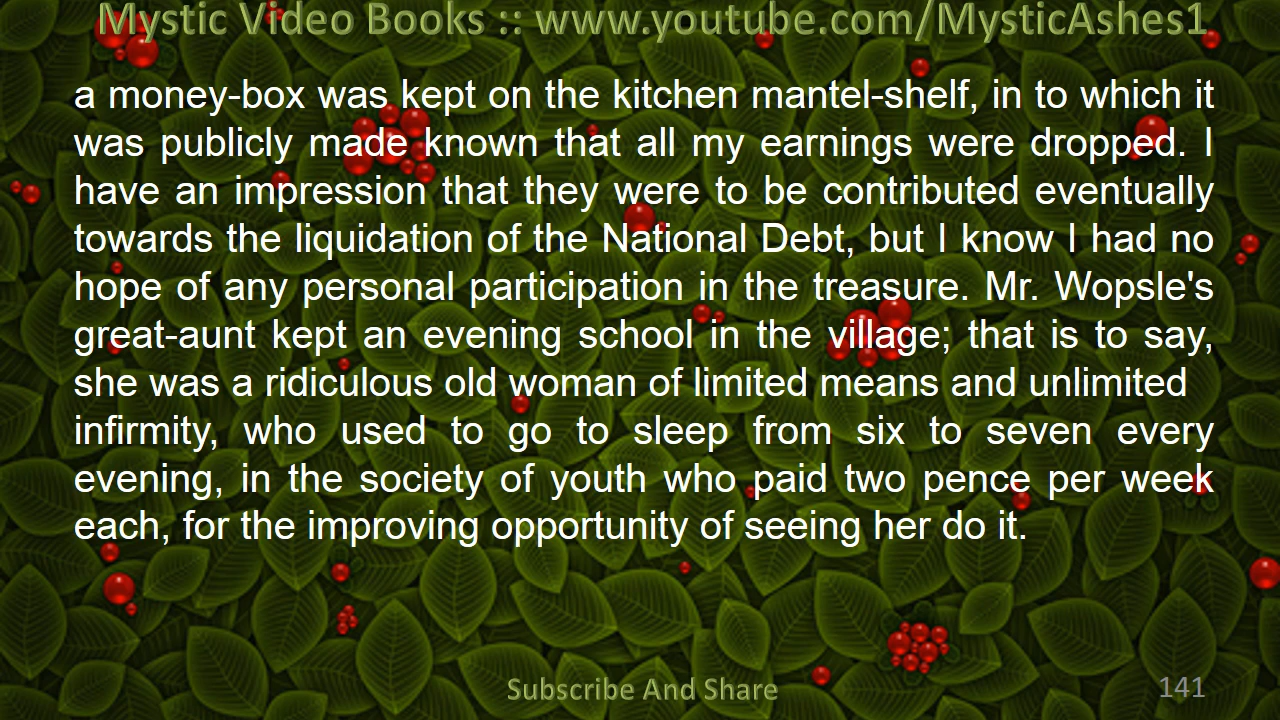 Mystic Video Books :: www.youtube.com/MysticAshes1
a money-box was kept on the kitchen mantel-shelf, in to which it
was publicly made known that all my earnings were dropped. I
have an impression that they were to be contributed eventually
towards the liquidation of the National Debt, but I know I had no
hope of any personal participation in the treasure. Mr. Wopsle's
great-aunt kept an evening school in the village; that is to say,
she was a ridiculous old woman of limited means and unlimited
infirmity, who used to go to sleep from six to seven every
evening, in the society of youth who paid two pence per week
each, for the improving opportunity of seeing her do it.
Subscribe And Share
141